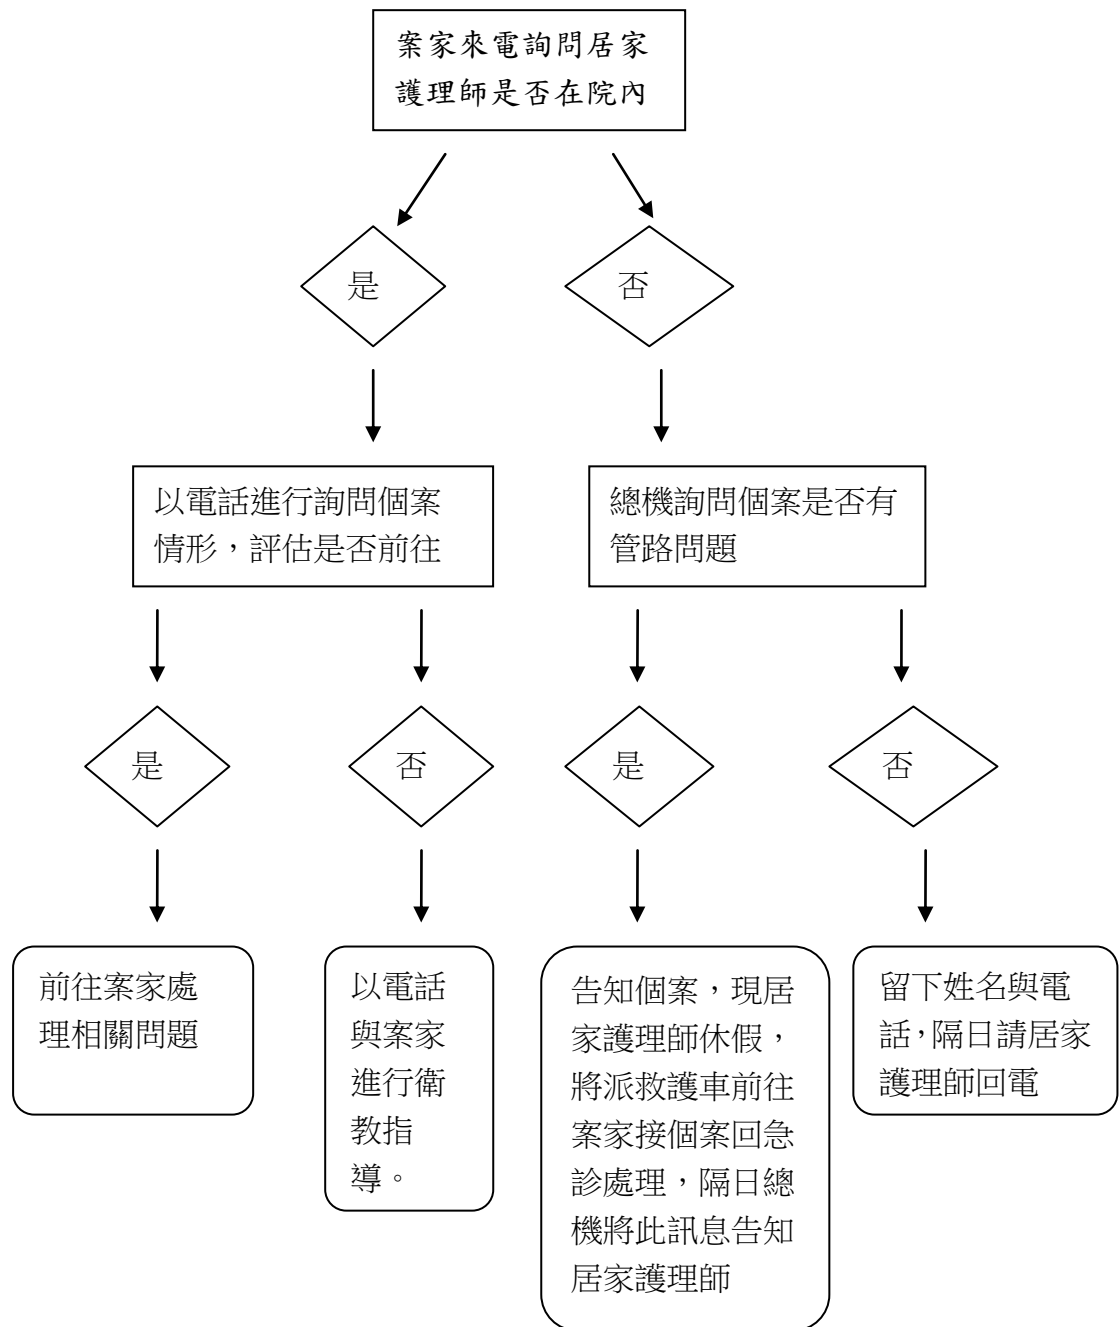 案家來電詢問居家
護理師是否在院內
是
否
以電話進行詢問個案
情形，評估是否前往
總機詢問個案是否有
管路問題
是
否
是
否
前往案家處
理相關問題
以電話
與案家
進行衛
教指
導。
告知個案，現居
家護理師休假，
將派救護車前往
案家接個案回急
診處理，隔日總
機將此訊息告知
居家護理師
留下姓名與電
話，隔日請居家
護理師回電